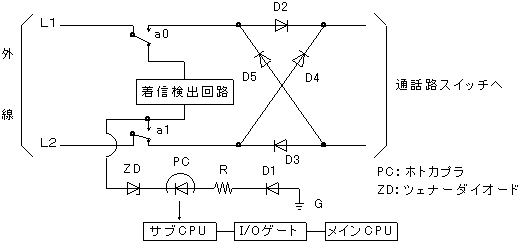 L1
a0
D2
外線
D5
D4
着信検出回路
通話路スイッチへ
L2
a1
D3
ZD
PC
R
D1
G
PC:ホトカプラ
ZD:ツェナーダイオード
サブCPU
I/Oゲート
メインCPU